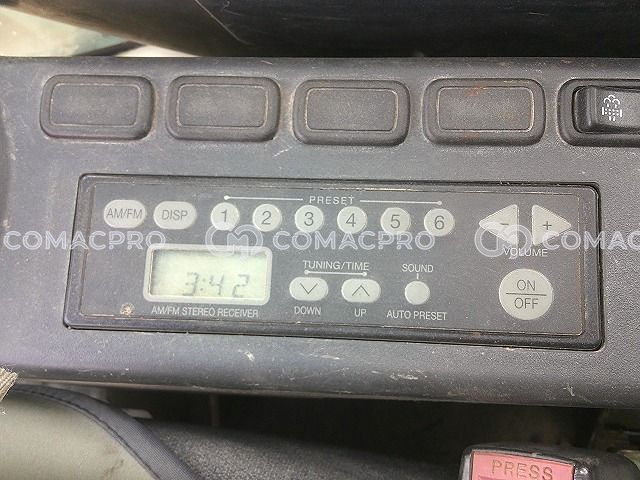 PRESET
AM/FM DISP 1 2 3 4 5 6 - +
COMACPRO COMACPRO COMACPRO
VOLUME
TUNING/TIME SOUND
3:42
ON
OFF
DOWN UP AUTO PRESET
AM/FM STEREO RECEIVER
PRESS